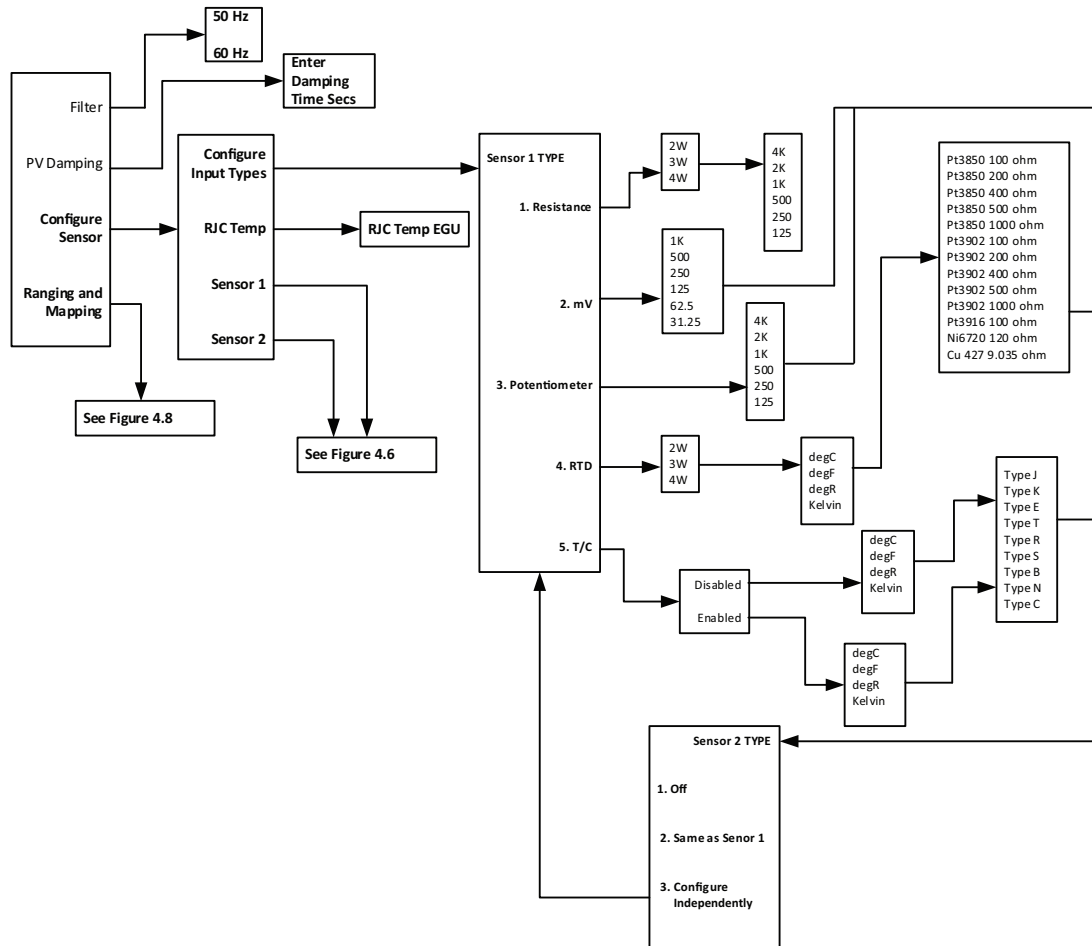 50 Hz
60 Hz
Enter
Damping
Time Secs
Filter
PV Damping
Configure
Sensor
Ranging and
Mapping
Configure
Input Types
RJC Temp
Sensor 1
Sensor 2
RJC Temp EGU
See Figure 4.8
See Figure 4.6
Sensor 1 TYPE
1. Resistance
2. mV
3. Potentiometer
4. RTD
5. T/C
2W
3W
4W
4K
2K
1K
500
250
125
1K
500
250
125
62.5
31.25
4K
2K
1K
500
250
125
2W
3W
4W
degC
degF
degR
Kelvin
Pt3850 100 ohm
Pt3850 200 ohm
Pt3850 400 ohm
Pt3850 500 ohm
Pt3850 1000 ohm
Pt3902 100 ohm
Pt3902 200 ohm
Pt3902 400 ohm
Pt3902 500 ohm
Pt3902 1000 ohm
Pt3916 100 ohm
Ni6720 120 ohm
Cu 427 9.035 ohm
Disabled
Enabled
degC
degF
degR
Kelvin
degC
degF
degR
Kelvin
Type J
Type K
Type E
Type T
Type R
Type S
Type B
Type N
Type C
Sensor 2 TYPE
1. Off
2. Same as Senor 1
3. Configure
Independently